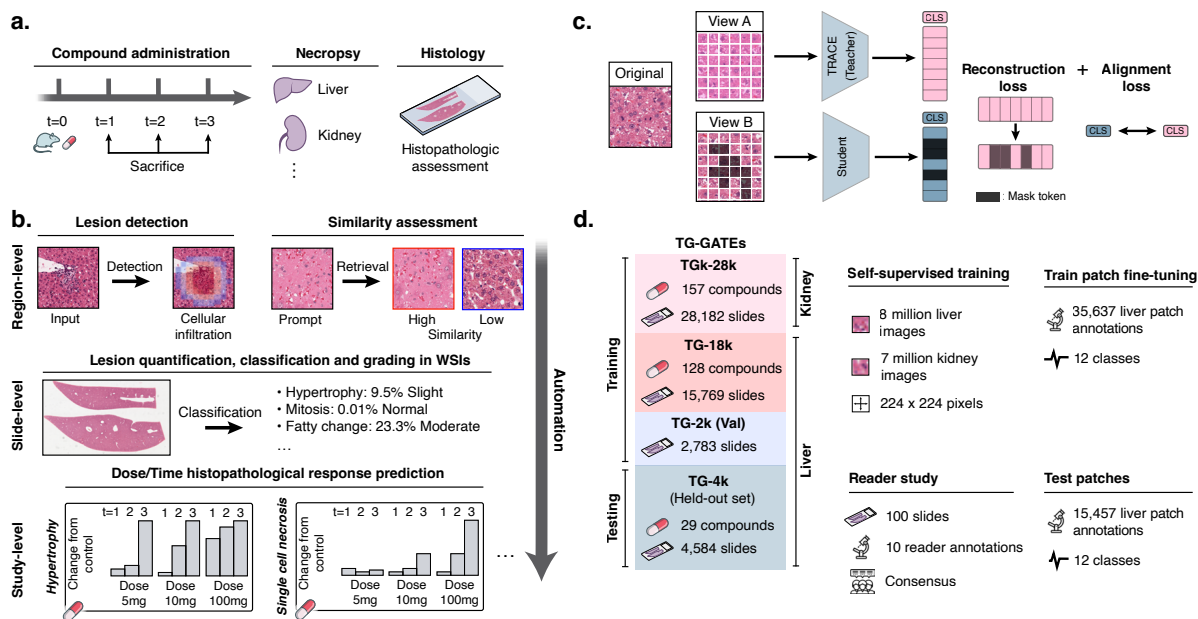 a.
Compound administration
t=0
t=1
t=2
t=3
Sacrifice
Necropsy
Liver
Kidney
⋮
Histology
Histopathologic
assessment
b.
Region-level
Lesion detection
Detection
Input
Cellular
infiltration
Similarity assessment
Retrieval
Prompt
High
Low
Similarity
Slide-level
Lesion quantification, classification and grading in WSIs
Classification
• Hypertrophy: 9.5% Slight
• Mitosis: 0.01% Normal
• Fatty change: 23.3% Moderate
...
Study-level
Dose/Time histopathological response prediction
Hypertrophy
Change from
control
t=1 2 3
1 2 3
1 2 3
Dose
5mg
Dose
10mg
Dose
100mg
Single cell necrosis
Change from
control
t=1 2 3
1 2 3
1 2 3
Dose
5mg
Dose
10mg
Dose
100mg
...
Automation
c.
Original
View A
TRACE
(Teacher)
CLS
View B
Student
CLS
Reconstruction
loss
+
Alignment
loss
CLS
CLS
: Mask token
d.
TG-GATEs
Training
Testing
TGk-28k
157 compounds
28,182 slides
Kidney
TG-18k
128 compounds
15,769 slides
TG-2k (Val)
2,783 slides
Liver
TG-4k
(Held-out set)
29 compounds
4,584 slides
Self-supervised training
8 million liver
images
7 million kidney
images
224 x 224 pixels
Train patch fine-tuning
35,637 liver patch
annotations
12 classes
Reader study
100 slides
10 reader annotations
Consensus
Test patches
15,457 liver patch
annotations
12 classes